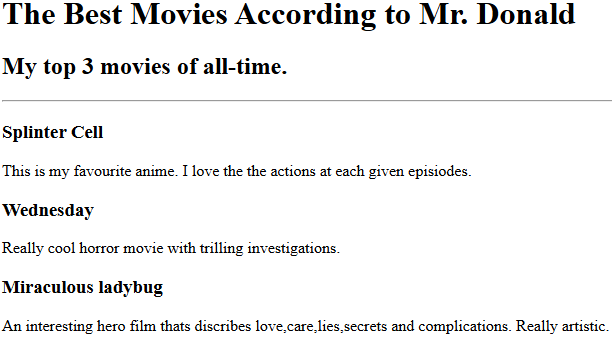 The Best Movies According to Mr. Donald
My top 3 movies of all-time.
Splinter Cell
This is my favourite anime. I love the the actions at each given episiodes.
Wednesday
Really cool horror movie with trilling investigations.
Miraculous ladybug
An interesting hero film thats discribes love,care,lies,secrets and complications. Really artistic.